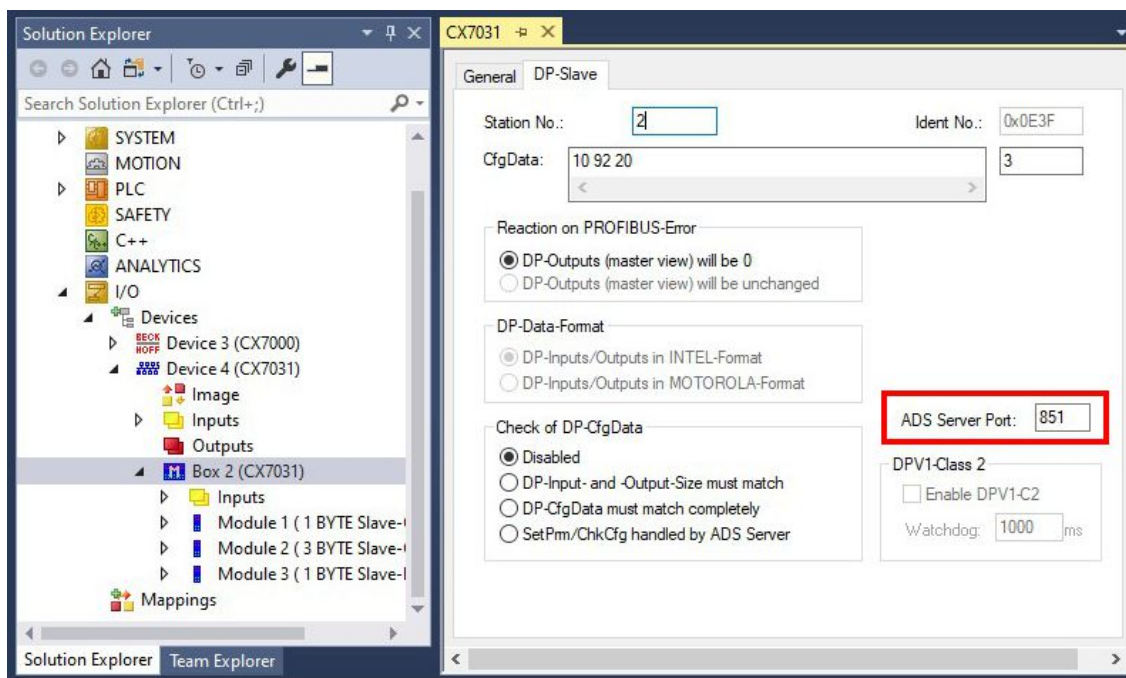 Solution Explorer
Search Solution Explorer (Ctrl+;)
SYSTEM
MOTION
PLC
SAFETY
C++
ANALYTICS
I/O
Devices
BECKHOFF Device 3 (CX7000)
Device 4 (CX7031)
Image
Inputs
Outputs
Box 2 (CX7031)
Inputs
Module 1 ( 1 BYTE Slave-
Module 2 ( 3 BYTE Slave-
Module 3 ( 1 BYTE Slave-I
Mappings
Solution Explorer Team Explorer
CX7031
General DP-Slave
Station No.: 2 Ident No.: 0x0E3F
CfgData: 10 92 20 3
Reaction on PROFIBUS-Error
DP-Outputs (master view) will be 0
DP-Outputs (master view) will be unchanged
DP-Data-Format
DP-Inputs/Outputs in INTEL-Format
DP-Inputs/Outputs in MOTOROLA-Format
ADS Server Port: 851
Check of DP-CfgData
Disabled
DP-Input- and -Output-Size must match
DP-CfgData must match completely
SetPrm/ChkCfg handled by ADS Server
DPV1-Class 2
Enable DPV1-C2
Watchdog: 1000 ms